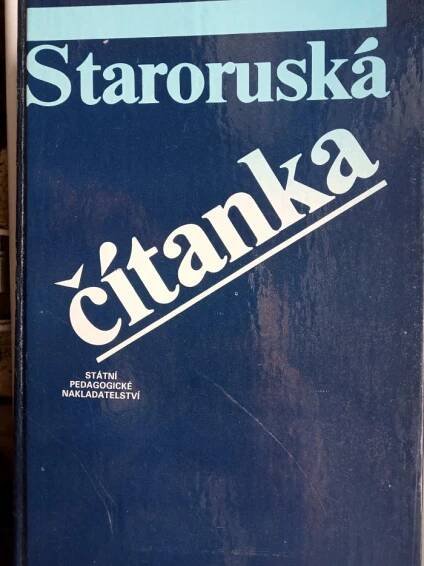 Staroruská
čítanka
STÁTNÍ
PEDAGOGICKÉ
NAKLADATELSTVÍ